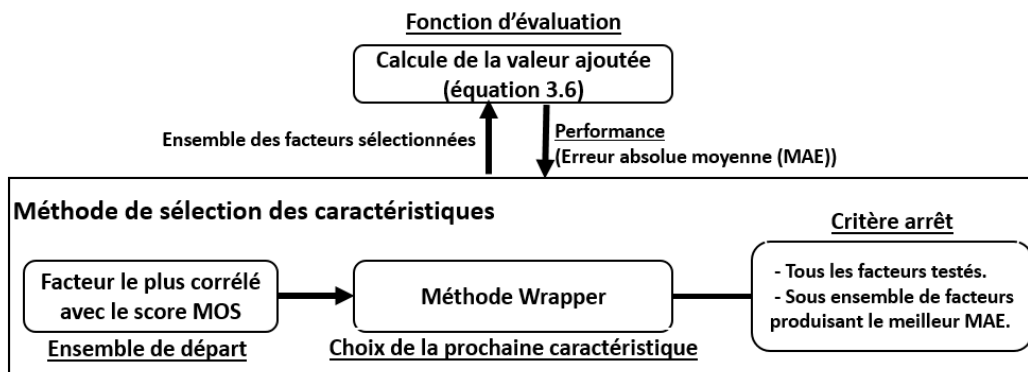 Fonction d'évaluation
Calcule de la valeur ajoutée
(équation 3.6)
Ensemble des facteurs sélectionnées
Performance
(Erreur absolue moyenne (MAE))
Méthode de sélection des caractéristiques
Critère arrêt
Facteur le plus corrélé
avec le score MOS
Ensemble de départ
Méthode Wrapper
Choix de la prochaine caractéristique
- Tous les facteurs testés.
- Sous ensemble de facteurs
produisant le meilleur MAE.